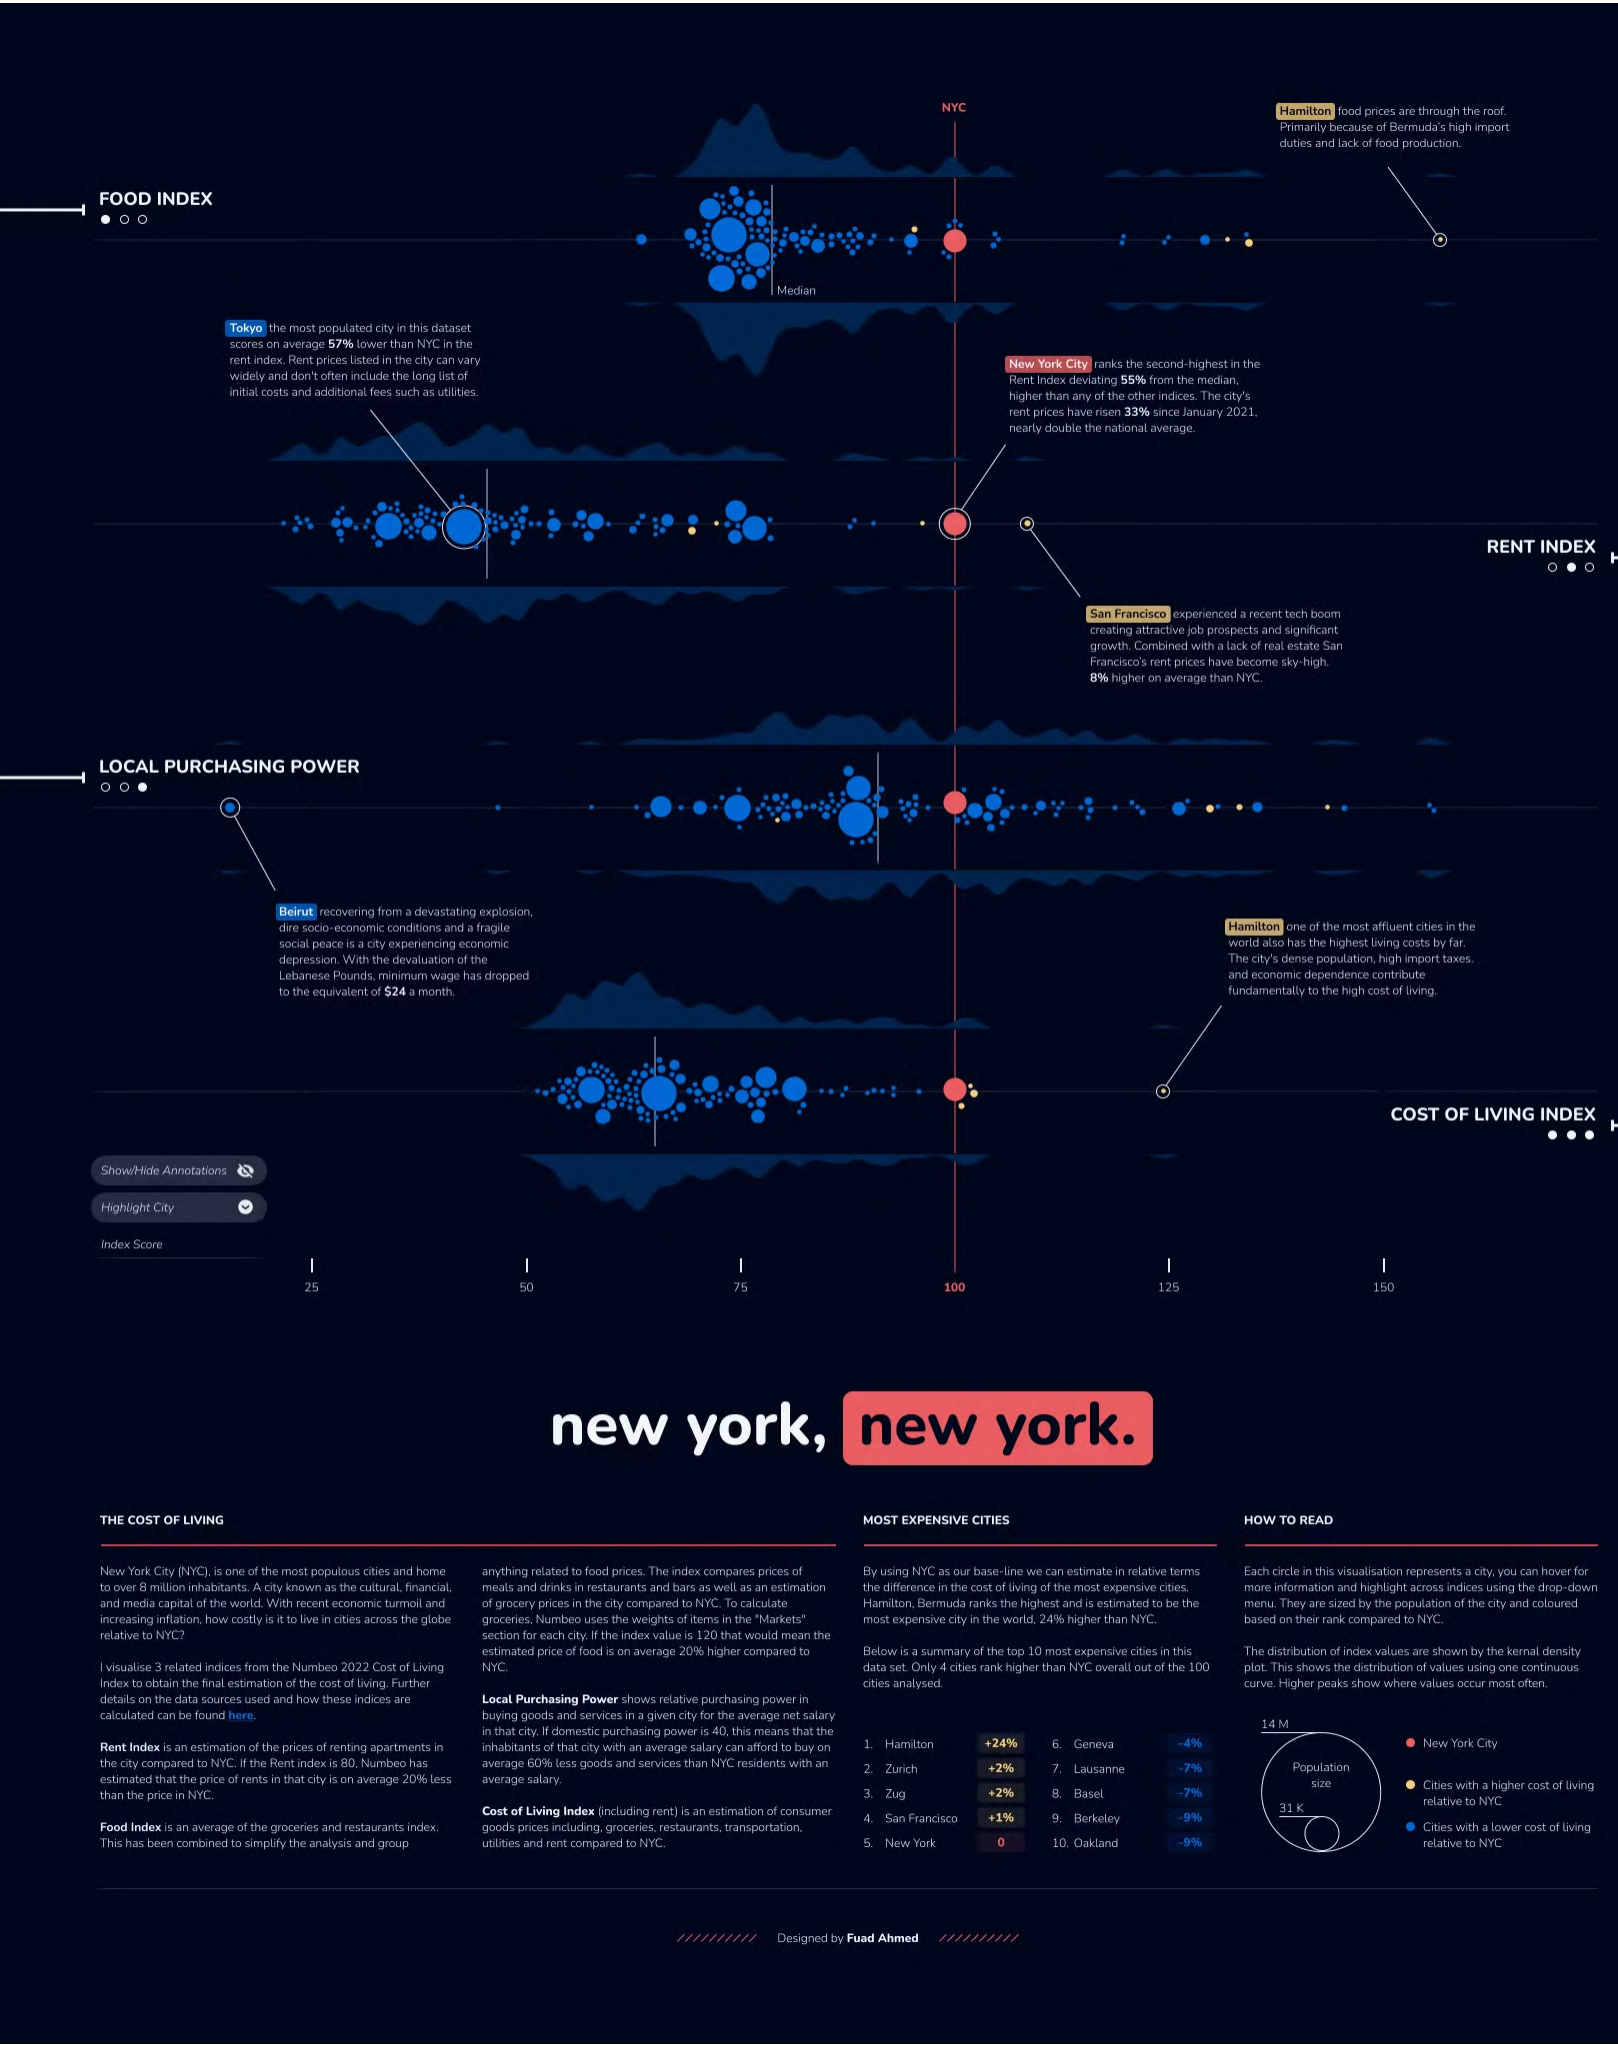 NYC
Hamilton food prices are through the roof.
Primarily because of Bermuda's high import
duties and lack of food production.
FOOD INDEX
Median
Tokyo the most populated city in this dataset
scores on average 57% lower than NYC in the
rent index. Rent prices listed in the city can vary
widely and don't often include the long list of
initial costs and additional fees such as utilities.
New York City ranks the second-highest in the
Rent Index deviating 55% from the median,
higher than any of the other indices. The city's
rent prices have risen 33% since January 2021,
nearly double the national average.
RENT INDEX
San Francisco experienced a recent tech boom
creating attractive job prospects and significant
growth. Combined with a lack of real estate San
Francisco's rent prices have become sky-high.
8% higher on average than NYC.
LOCAL PURCHASING POWER
Beirut recovering from a devastating explosion,
dire socio-economic conditions and a fragile
social peace is a city experiencing economic
depression. With the devaluation of the
Lebanese Pounds, minimum wage has dropped
to the equivalent of $24 a month.
Hamilton one of the most affluent cities in the
world also has the highest living costs by far.
The city's dense population, high import taxes.
and economic dependence contribute
fundamentally to the high cost of living.
COST OF LIVING INDEX
Show/Hide Annotations
Highlight City
Index Score
25 50 75 100 125 150
new york, new york.
THE COST OF LIVING
New York City (NYC), is one of the most populous cities and home
to over 8 million inhabitants. A city known as the cultural, financial,
and media capital of the world. With recent economic turmoil and
increasing inflation, how costly is it to live in cities across the globe
relative to NYC?
I visualise 3 related indices from the Numbeo 2022 Cost of Living
Index to obtain the final estimation of the cost of living. Further
details on the data sources used and how these indices are
calculated can be found here.
Rent Index is an estimation of the prices of renting apartments in
the city compared to NYC. If the Rent index is 80, Numbeo has
estimated that the price of rents in that city is on average 20% less
than the price in NYC.
Food Index is an average of the groceries and restaurants index.
This has been combined to simplify the analysis and group
anything related to food prices. The index compares prices of
meals and drinks in restaurants and bars as well as an estimation
of grocery prices in the city compared to NYC. To calculate
groceries, Numbeo uses the weights of items in the "Markets"
section for each city. If the index value is 120 that would mean the
estimated price of food is on average 20% higher compared to
NYC.
Local Purchasing Power shows relative purchasing power in
buying goods and services in a given city for the average net salary
in that city. If domestic purchasing power is 40, this means that the
inhabitants of that city with an average salary can afford to buy on
average 60% less goods and services than NYC residents with an
average salary.
Cost of Living Index (including rent) is an estimation of consumer
goods prices including, groceries, restaurants, transportation,
utilities and rent compared to NYC.
MOST EXPENSIVE CITIES
By using NYC as our base-line we can estimate in relative terms
the difference in the cost of living of the most expensive cities.
Hamilton, Bermuda ranks the highest and is estimated to be the
most expensive city in the world, 24% higher than NYC.
Below is a summary of the top 10 most expensive cities in this
data set. Only 4 cities rank higher than NYC overall out of the 100
cities analysed.
1. Hamilton +24%
2. Zurich +2%
3. Zug +2%
4. San Francisco +1%
5. New York 0
6. Geneva -4%
7. Lausanne -7%
8. Basel -7%
9. Berkeley -9%
10. Oakland -9%
HOW TO READ
Each circle in this visualisation represents a city, you can hover for
more information and highlight across indices using the drop-down
menu. They are sized by the population of the city and coloured
based on their rank compared to NYC.
The distribution of index values are shown by the kernal density
plot. This shows the distribution of values using one continuous
curve. Higher peaks show where values occur most often.
14 M
Population
size
31 K
New York City
Cities with a higher cost of living
relative to NYC
Cities with a lower cost of living
relative to NYC
Designed by Fuad Ahmed